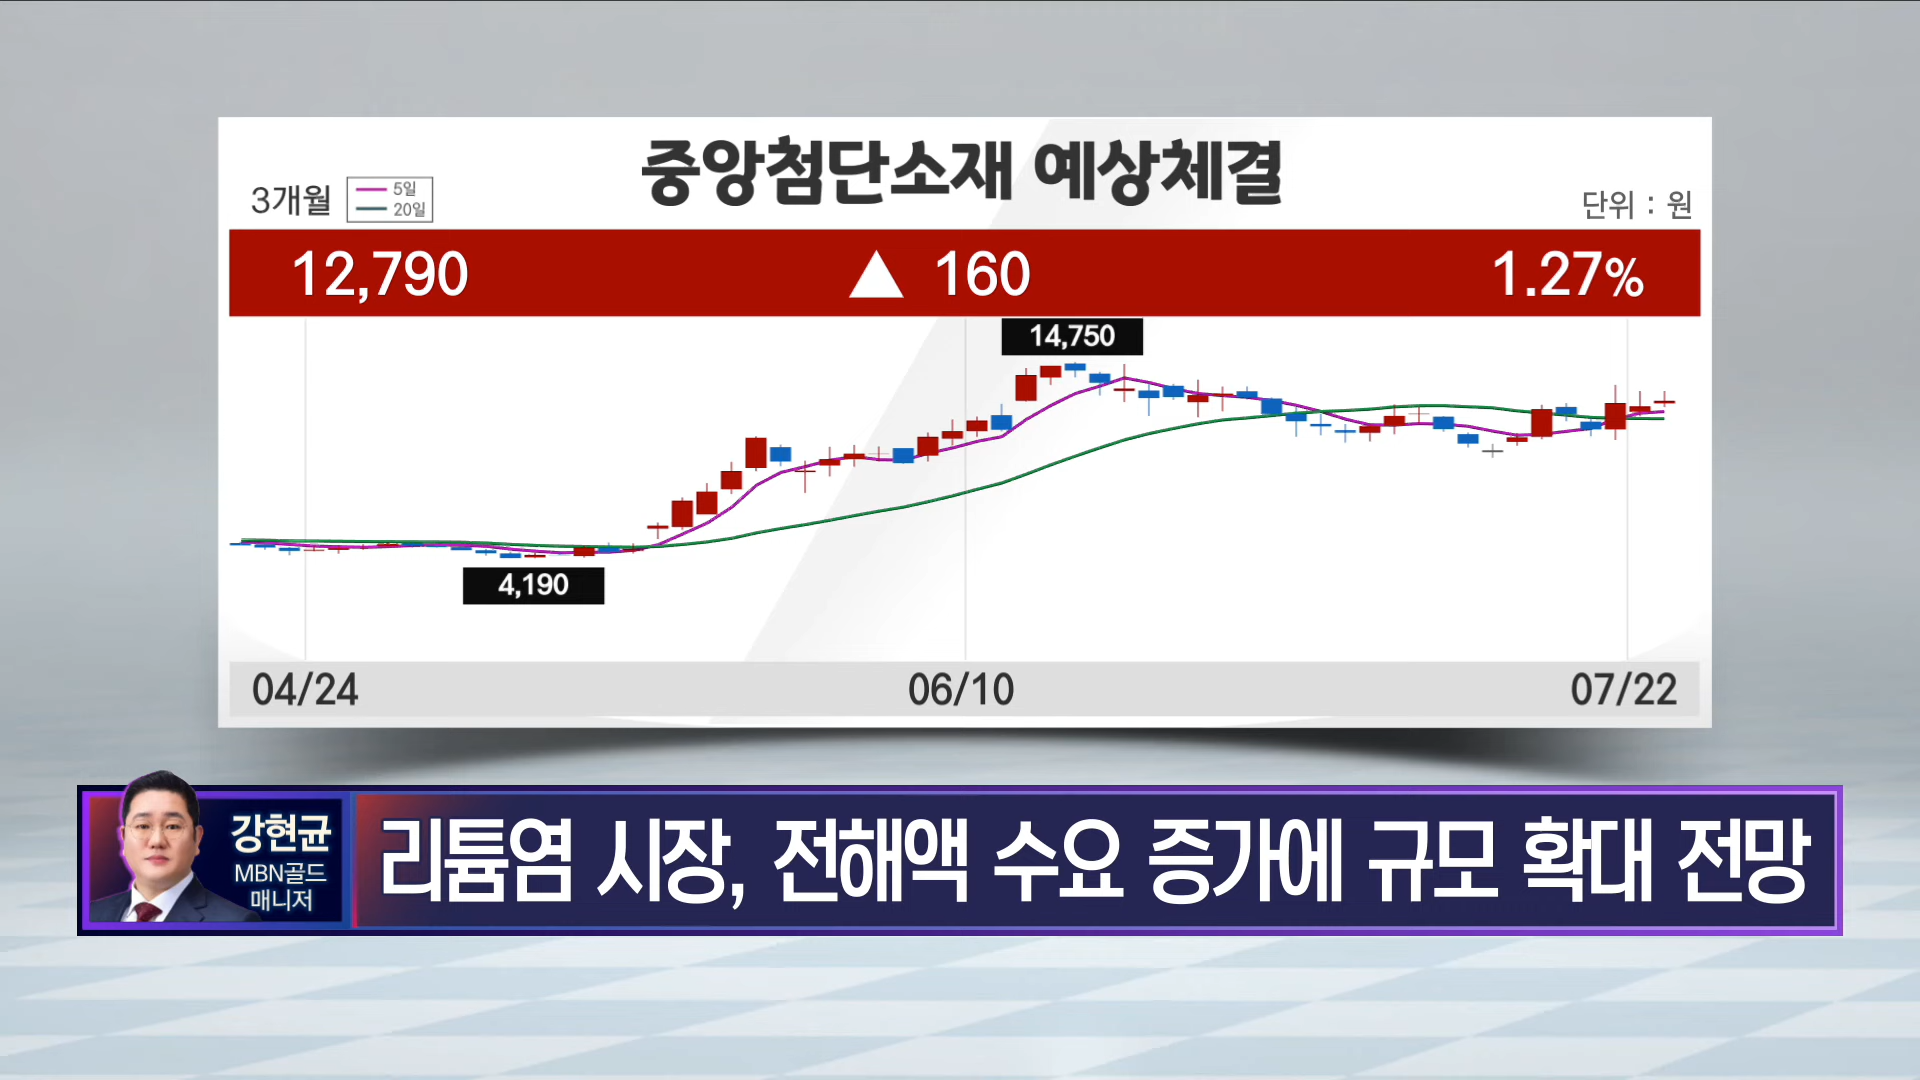 중앙첨단소재 예상체결
3개월
5일
20일
단위 : 원
12,790 ▲ 160 1.27%
14,750
4,190
04/24 06/10 07/22
강현균
MBN골드
매니저
리튬염 시장, 전해액 수요 증가에 규모 확대 전망